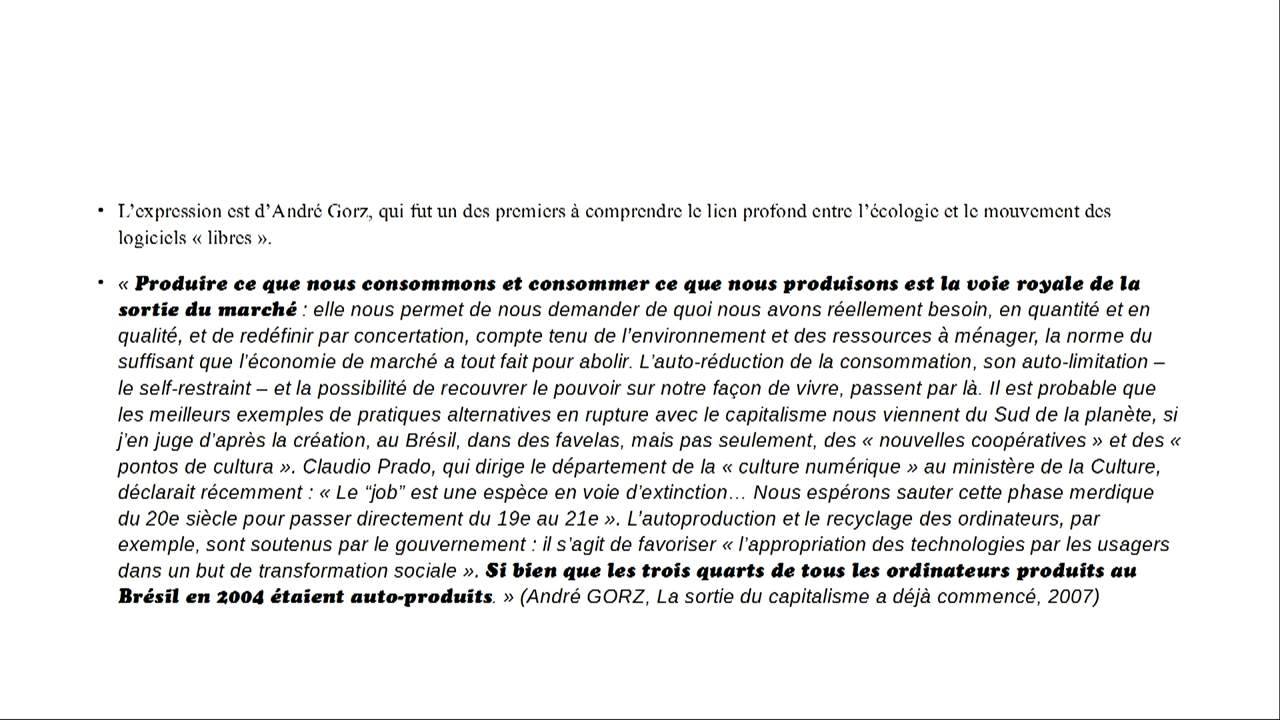 • L’expression est d’André Gorz, qui fut un des premiers à comprendre le lien profond entre l’écologie et le mouvement des
logiciels « libres ».
• « Produire ce que nous consommons et consommer ce que nous produisons est la voie royale de la
sortie du marché : elle nous permet de nous demander de quoi nous avons réellement besoin, en quantité et en
qualité, et de redéfinir par concertation, compte tenu de l’environnement et des ressources à ménager, la norme du
suffisant que l’économie de marché a tout fait pour abolir. L’auto-réduction de la consommation, son auto-limitation –
le self-restraint – et la possibilité de recouvrer le pouvoir sur notre façon de vivre, passent par là. Il est probable que
les meilleurs exemples de pratiques alternatives en rupture avec le capitalisme nous viennent du Sud de la planète, si
j’en juge d’après la création, au Brésil, dans des favelas, mais pas seulement, des « nouvelles coopératives » et des «
pontos de cultura ». Claudio Prado, qui dirige le département de la « culture numérique » au ministère de la Culture,
déclarait récemment : « Le “job” est une espèce en voie d’extinction… Nous espérons sauter cette phase merdique
du 20e siècle pour passer directement du 19e au 21e ». L’autoproduction et le recyclage des ordinateurs, par
exemple, sont soutenus par le gouvernement : il s’agit de favoriser « l’appropriation des technologies par les usagers
dans un but de transformation sociale ». Si bien que les trois quarts de tous les ordinateurs produits au
Brésil en 2004 étaient auto-produits. » (André GORZ, La sortie du capitalisme a déjà commencé, 2007)